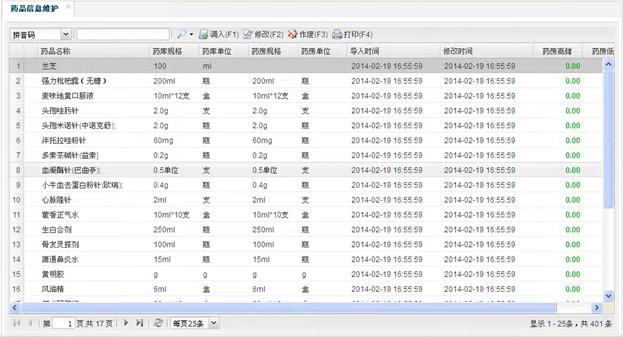 药品信息维护
拼音码 调入(F1) 修改(F2) 作废(F3) 打印(F4)
药品名称 药库规格 药库单位 药房规格 药房单位 导入时间 修改时间 药房高储 药房低
1 兰芝 100 ml 2014-02-19 16:55:59 2014-02-19 16:55:59 0.00
2 强力枇杷露(无糖) 200ml 瓶 200ml 瓶 2014-02-19 16:55:59 2014-02-19 16:55:59 0.00
3 麦味地黄口服液 10ml*12支 盒 10ml*12支 盒 2014-02-19 16:55:59 2014-02-19 16:55:59 0.00
4 头孢唑肟针 2.0g 支 2.0g 支 2014-02-19 16:55:59 2014-02-19 16:55:59 0.00
5 头孢米诺针(中诺克舒); 2.0g 瓶 2.0g 瓶 2014-02-19 16:55:59 2014-02-19 16:55:59 0.00
6 泮托拉唑粉针 60mg 瓶 60mg 瓶 2014-02-19 16:55:59 2014-02-19 16:55:59 0.00
7 多索茶碱针(益索] 0.2g 瓶 0.2g 瓶 2014-02-19 16:55:59 2014-02-19 16:55:59 0.00
8 血凝酶针(巴曲亭); 0.5单位 支 0.5单位 支 2014-02-19 16:55:59 2014-02-19 16:55:59 0.00
9 小牛血去蛋白粉针(欧瑞); 0.4g 瓶 0.4g 瓶 2014-02-19 16:55:59 2014-02-19 16:55:59 0.00
10 心脉隆针 2ml 支 2ml 支 2014-02-19 16:55:59 2014-02-19 16:55:59 0.00
11 藿香正气水 10ml*10支 盒 10ml*10支 盒 2014-02-19 16:55:59 2014-02-19 16:55:59 0.00
12 生白合剂 250ml 瓶 250ml 瓶 2014-02-19 16:55:59 2014-02-19 16:55:59 0.00
13 骨友灵搽剂 100ml 瓶 100ml 瓶 2014-02-19 16:55:59 2014-02-19 16:55:59 0.00
14 滴通鼻炎水 15ml 瓶 15ml 瓶 2014-02-19 16:55:59 2014-02-19 16:55:59 0.00
15 黄明胶 g g g g 2014-02-19 16:55:59 2014-02-19 16:55:59 0.00
16 风油精 6ml 盒 6ml 盒 2014-02-19 16:55:59 2014-02-19 16:55:59 0.00
第 1 页,共 17 页 每页25条 显示 1 - 25条，共 401 条